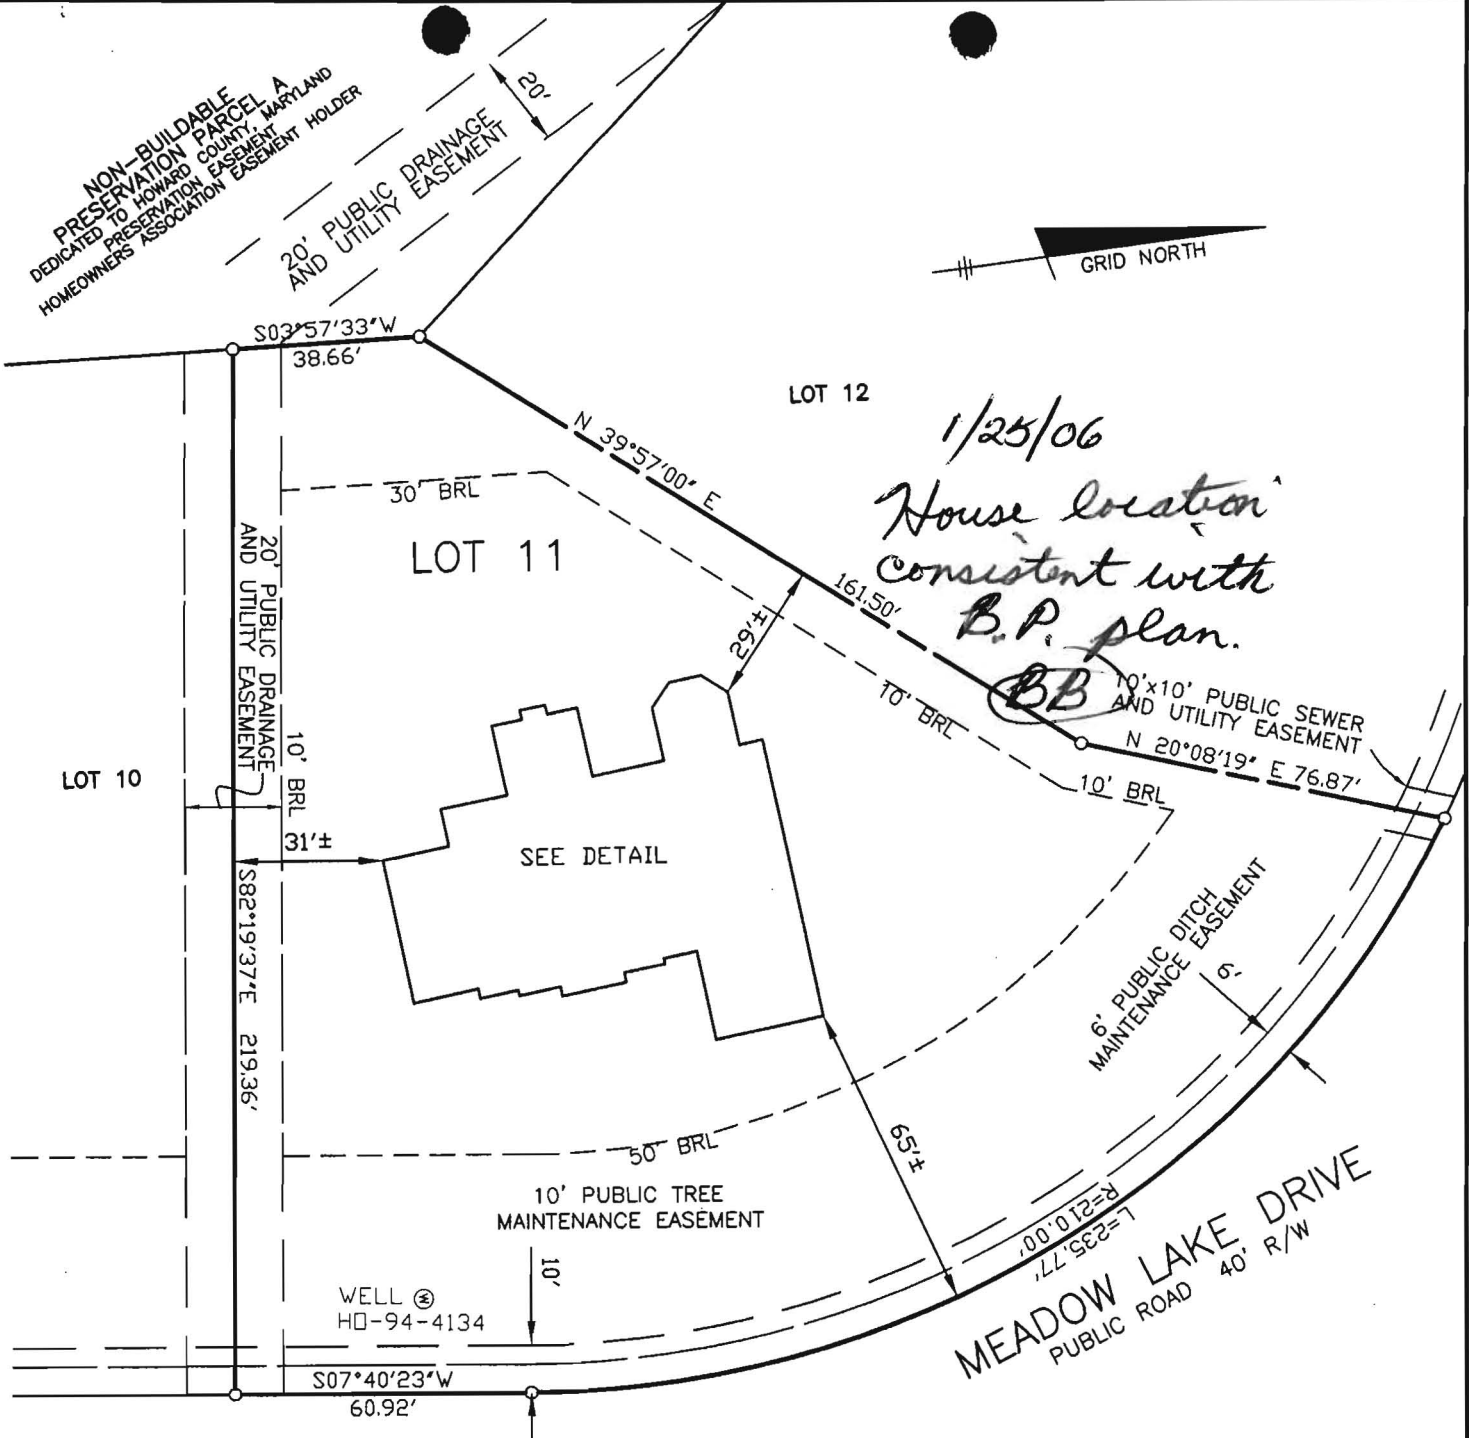 NON-BUILDABLE
PRESERVATION PARCEL A
DEDICATED TO HOWARD COUNTY, MARYLAND
PRESERVATION EASEMENT
HOMEOWNERS ASSOCIATION EASEMENT HOLDER
20'
20' PUBLIC DRAINAGE
AND UTILITY EASEMENT
GRID NORTH
S03°57'33"W
38.66'
LOT 12
1/25/06
House location
consistent with
B.P. plan.
BB
N 39°57'00" E
161.50'
30' BRL
LOT 11
20' PUBLIC DRAINAGE
AND UTILITY EASEMENT
29'±
10' BRL
10'x10' PUBLIC SEWER
AND UTILITY EASEMENT
N 20°08'19" E 76.87'
10' BRL
LOT 10
10' BRL
31'±
SEE DETAIL
S82°19'37"E 219.36'
6' PUBLIC DITCH
MAINTENANCE EASEMENT
6'
65'±
50' BRL
10' PUBLIC TREE
MAINTENANCE EASEMENT
10'
R=210.00'
L=235.77'
MEADOW LAKE DRIVE
PUBLIC ROAD 40' R/W
WELL W
HO-94-4134
S07°40'23"W
60.92'